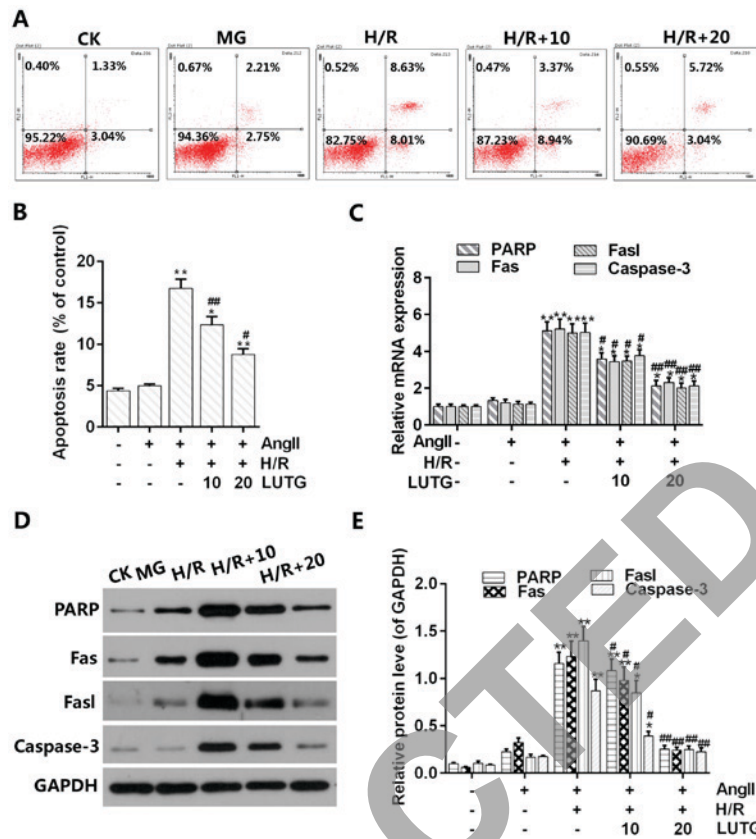 A
CK MG H/R H/R+10 H/R+20
0.40% 1.33% 0.67% 2.21% 0.52% 8.63% 0.47% 3.37% 0.55% 5.72%
95.22% 3.04% 94.36% 2.75% 82.75% 8.01% 87.23% 8.94% 90.69% 3.04%
B
Apoptosis rate (% of control)
20
15
10
5
0
** ## * # **
- + + + + AngII
- - + + + H/R
- - - 10 20 LUTG
C
PARP Fasl
Fas Caspase-3
Relative mRNA expression
8
6
4
2
0
AngII - + + + +
H/R - - + + +
LUTG - - - 10 20
D
CK MG H/R H/R+10 H/R+20
PARP
Fas
Fasl
Caspase-3
GAPDH
E
PARP Fasl
Fas Caspase-3
Relative protein leve (of GAPDH)
2.0
1.5
1.0
0.5
0.0
- + + + + AngII
- - + + + H/R
- - - 10 20 LUTG
CTED